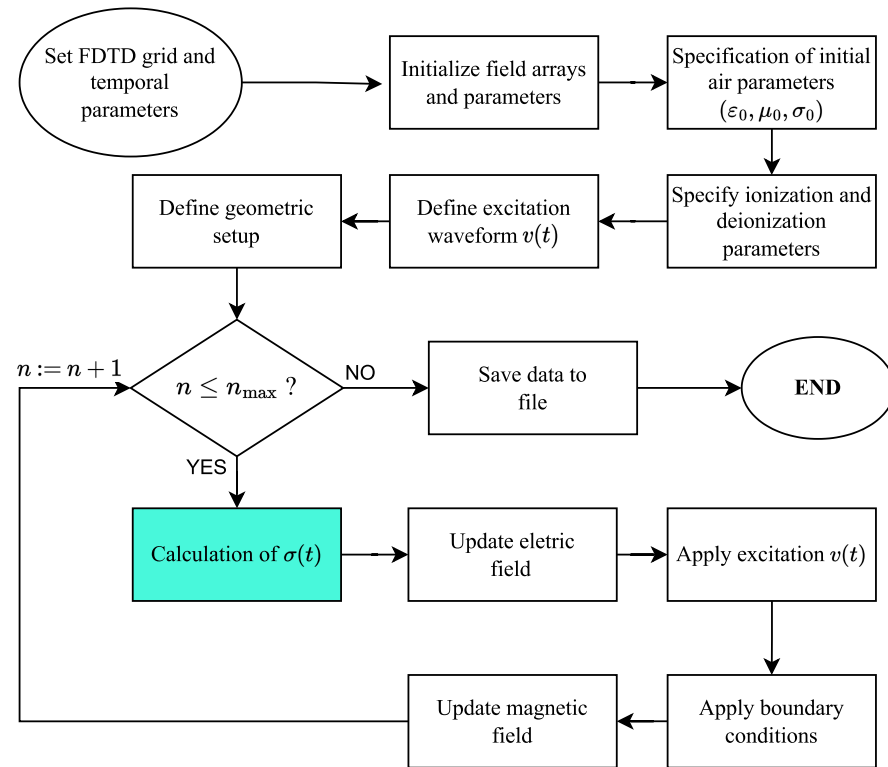 Set FDTD grid and
temporal
parameters
Initialize field arrays
and parameters
Specification of initial
air parameters
(ε₀, μ₀, σ₀)
Specify ionization and
deionization
parameters
Define excitation
waveform v(t)
Define geometric
setup
n := n + 1
n ≤ n_max ?
NO
Save data to
file
END
YES
Calculation of σ(t)
Update eletric
field
Apply excitation v(t)
Apply boundary
conditions
Update magnetic
field